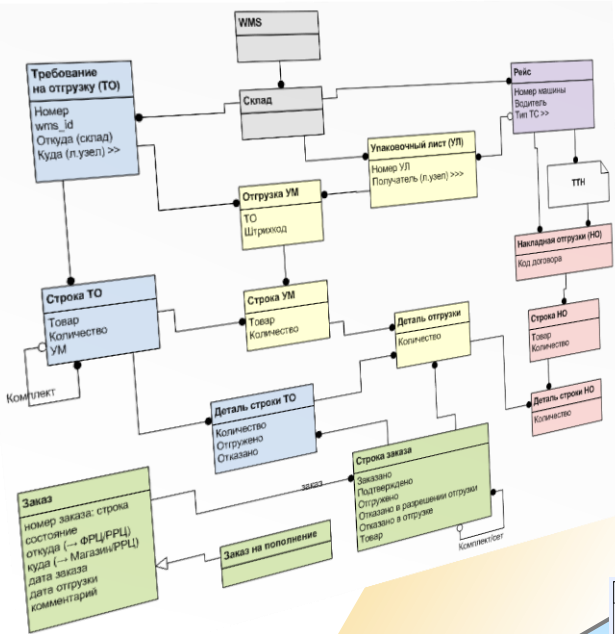 WMS
Требование
на отгрузку (ТО)
Номер
wms_id
Откуда (склад)
Куда (л.узел) >>
Склад
Рейс
Номер машины
Водитель
Тип ТС >>
Упаковочный лист (УЛ)
Номер УЛ
Получатель (л.узел) >>>
ТТН
Отгрузка УМ
ТО
Штрихкод
Накладная отгрузки (НО)
Код договора
Строка ТО
Товар
Количество
УМ
Комплект
Строка УМ
Товар
Количество
Деталь отгрузки
Количество
Строка НО
Товар
Количество
Деталь строки НО
Количество
Деталь строки ТО
Количество
Отгружено
Отказано
Строка заказа
Заказано
Подтверждено
Отгружено
Отказано в разрешении отгрузки
Отказано в отгрузке
Товар
Комплект/сет
заказ
Заказ
номер заказа: строка
состояние
откуда (→ ФРЦ/РРЦ)
куда (→ Магазин/РРЦ)
дата заказа
дата отгрузки
комментарий
Заказ на пополнение